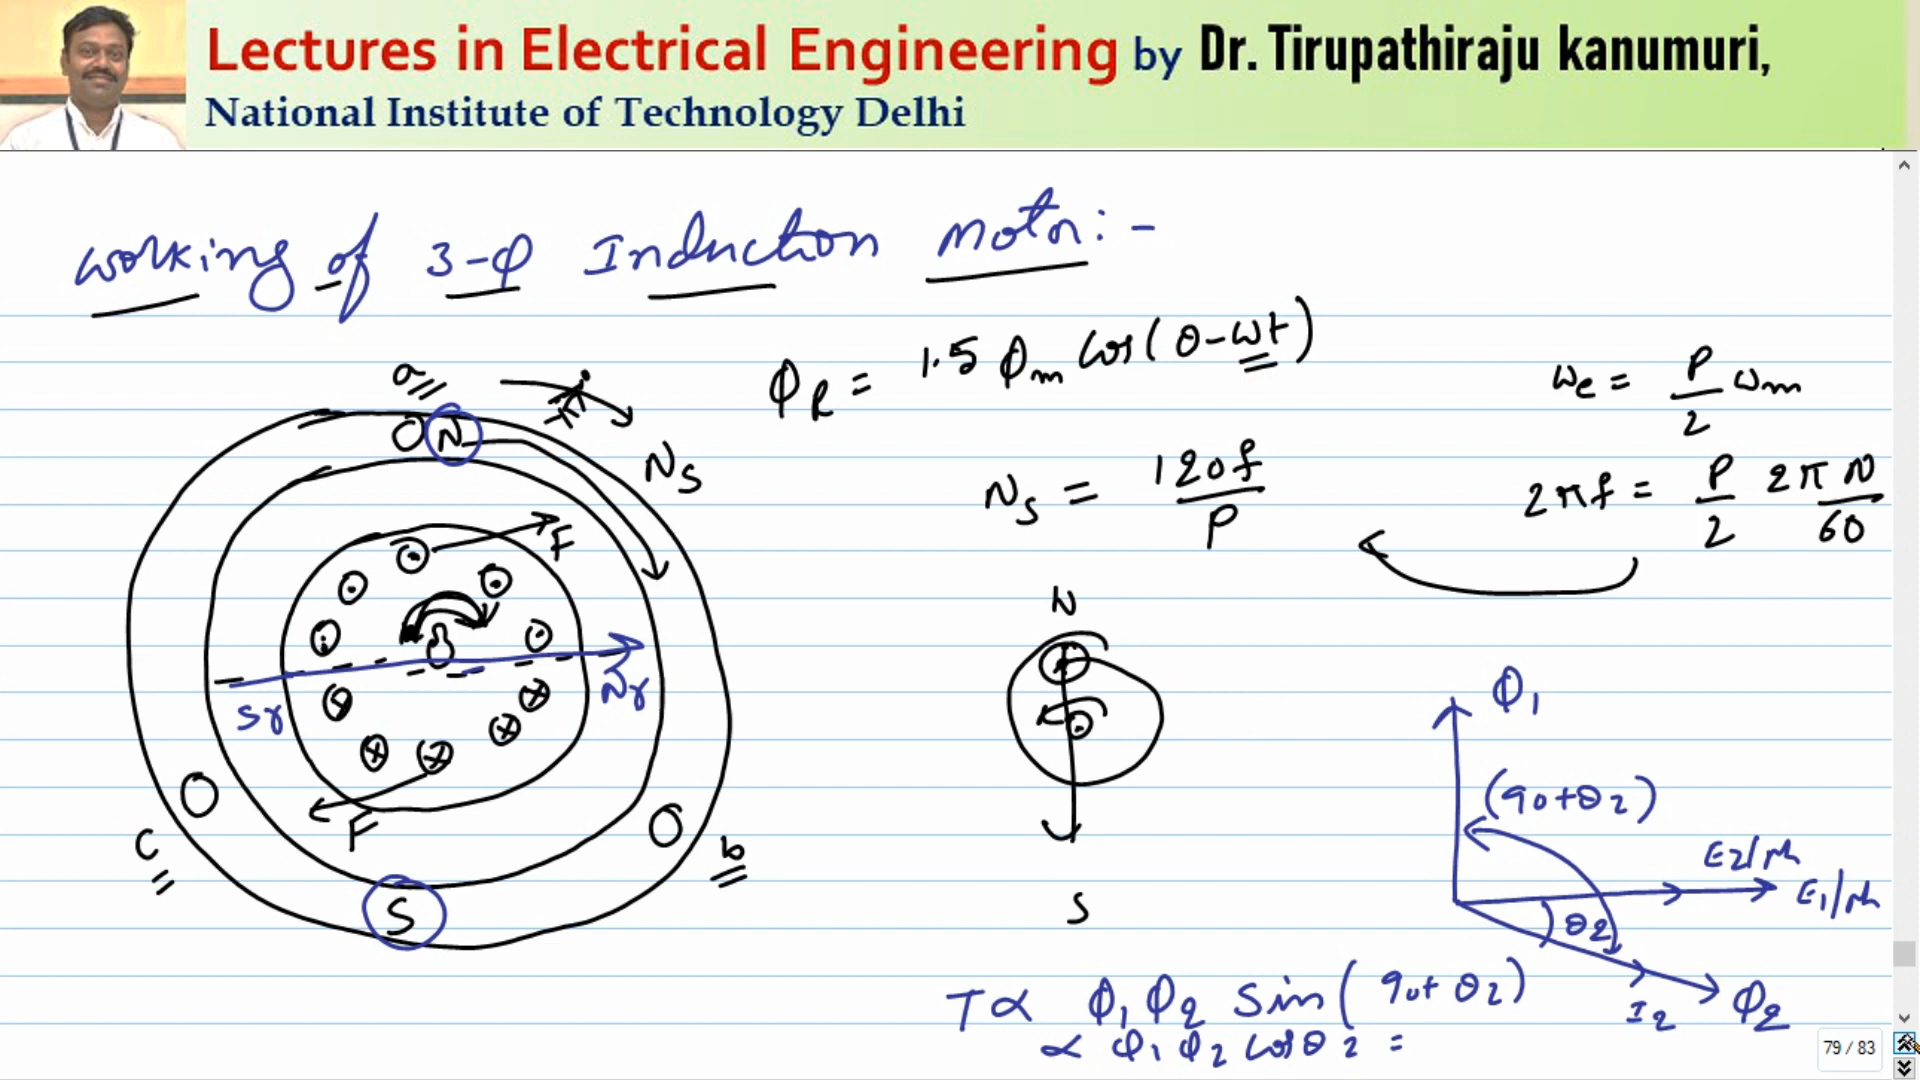 Lectures in Electrical Engineering by Dr. Tirupathiraju kanumuri,
National Institute of Technology Delhi
working of 3-φ Induction motor:-
φR = 1.5 φm Cos(θ-ωt)
ωe = P/2 ωm
Ns = 120f/P
2πf = P/2 2πN/60
a
N
Ns
F
Nr
Sr
F
c
b
S
N
S
φ1
(90+θ2)
E2/ph
E1/ph
θ2
I2
φ2
T∝ φ1 φ2 Sin(90+θ2)
∝ φ1 φ2 Cosθ2 =
79 / 83